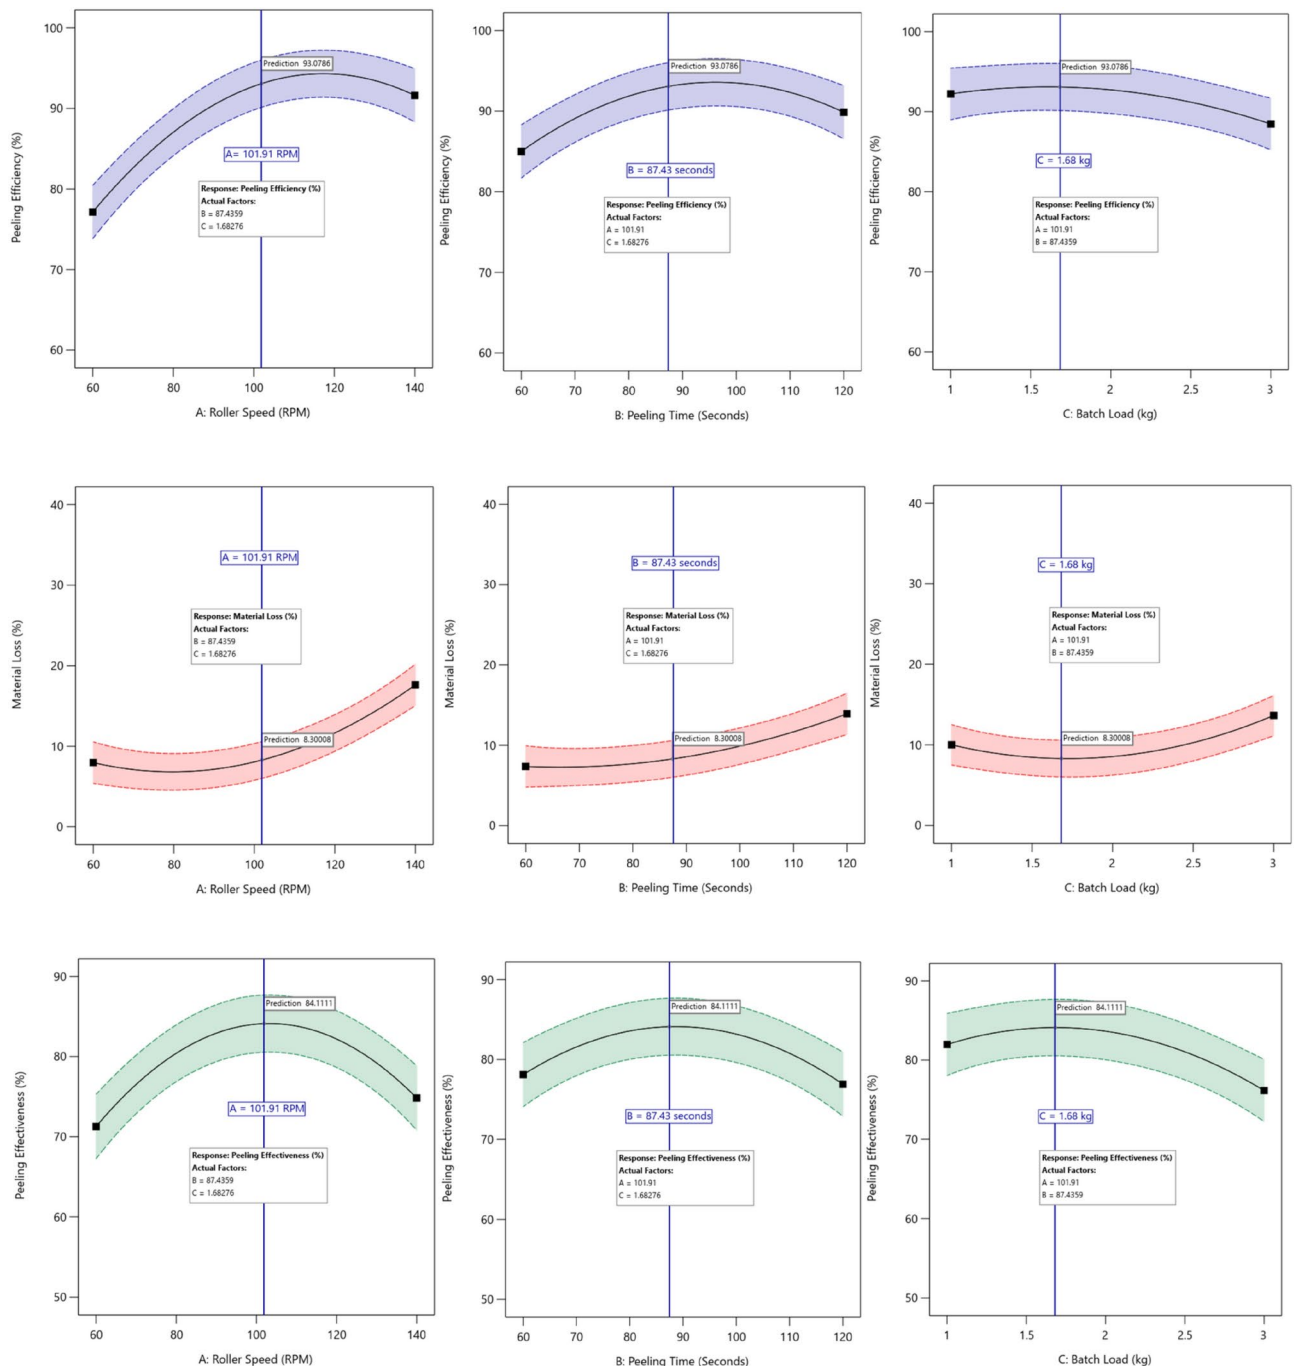 100
90
80
70
60
Peeling Efficiency (%)
Prediction 93.0786
A= 101.91 RPM
Response: Peeling Efficiency (%)
Actual Factors:
B = 87.4359
C = 1.68276
60 80 100 120 140
A: Roller Speed (RPM)
100
90
80
70
60
Peeling Efficiency (%)
Prediction 93.0786
B = 87.43 seconds
Response: Peeling Efficiency (%)
Actual Factors:
A = 101.91
C = 1.68276
60 70 80 90 100 110 120
B: Peeling Time (Seconds)
100
90
80
70
60
Peeling Efficiency (%)
Prediction 93.0786
C = 1.68 kg
Response: Peeling Efficiency (%)
Actual Factors:
A = 101.91
B = 87.4359
1 1.5 2 2.5 3
C: Batch Load (kg)
40
30
20
10
0
Material Loss (%)
A = 101.91 RPM
Response: Material Loss (%)
Actual Factors:
B = 87.4359
C = 1.68276
Prediction 8.30008
60 80 100 120 140
A: Roller Speed (RPM)
40
30
20
10
0
Material Loss (%)
B = 87.43 seconds
Response: Material Loss (%)
Actual Factors:
A = 101.91
C = 1.68276
Prediction 8.30008
60 70 80 90 100 110 120
B: Peeling Time (Seconds)
40
30
20
10
0
Material Loss (%)
C = 1.68 kg
Response: Material Loss (%)
Actual Factors:
A = 101.91
B = 87.4359
Prediction 8.30008
1 1.5 2 2.5 3
C: Batch Load (kg)
90
80
70
60
50
Peeling Effectiveness (%)
Prediction 84.1111
A = 101.91 RPM
Response: Peeling Effectiveness (%)
Actual Factors:
B = 87.4359
C = 1.68276
60 80 100 120 140
A: Roller Speed (RPM)
90
80
70
60
50
Peeling Effectiveness (%)
Prediction 84.1111
B = 87.43 seconds
Response: Peeling Effectiveness (%)
Actual Factors:
A = 101.91
C = 1.68276
60 70 80 90 100 110 120
B: Peeling Time (Seconds)
90
80
70
60
50
Peeling Effectiveness (%)
Prediction 84.1111
C = 1.68 kg
Response: Peeling Effectiveness (%)
Actual Factors:
A = 101.91
B = 87.4359
1 1.5 2 2.5 3
C: Batch Load (kg)